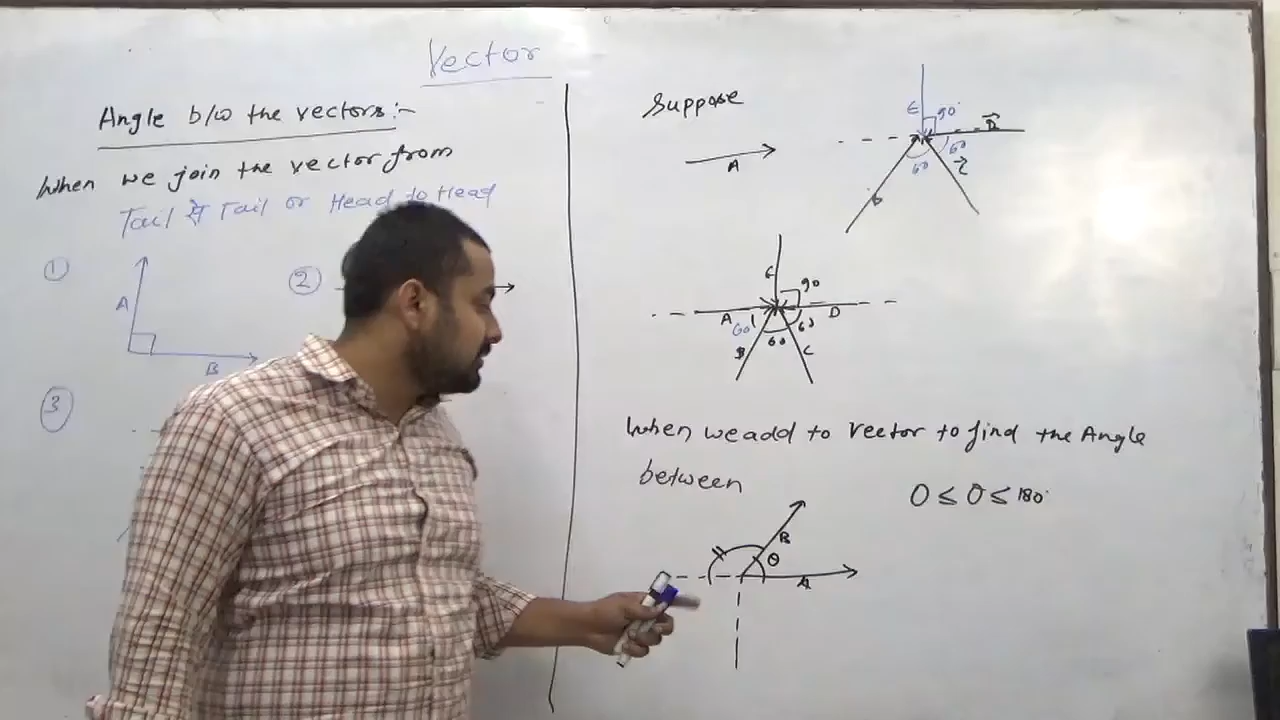 Vector
Angle b/w the vectors:-
When we join the vector from
Tail से Tail or Head to Head
①
A
B
②
③
Suppose
A
E
90°
60
60
C
A
B
C
D
90
60
60
60
When we add to vector to find the Angle
between
0 ≤ θ ≤ 180°
B
θ
A